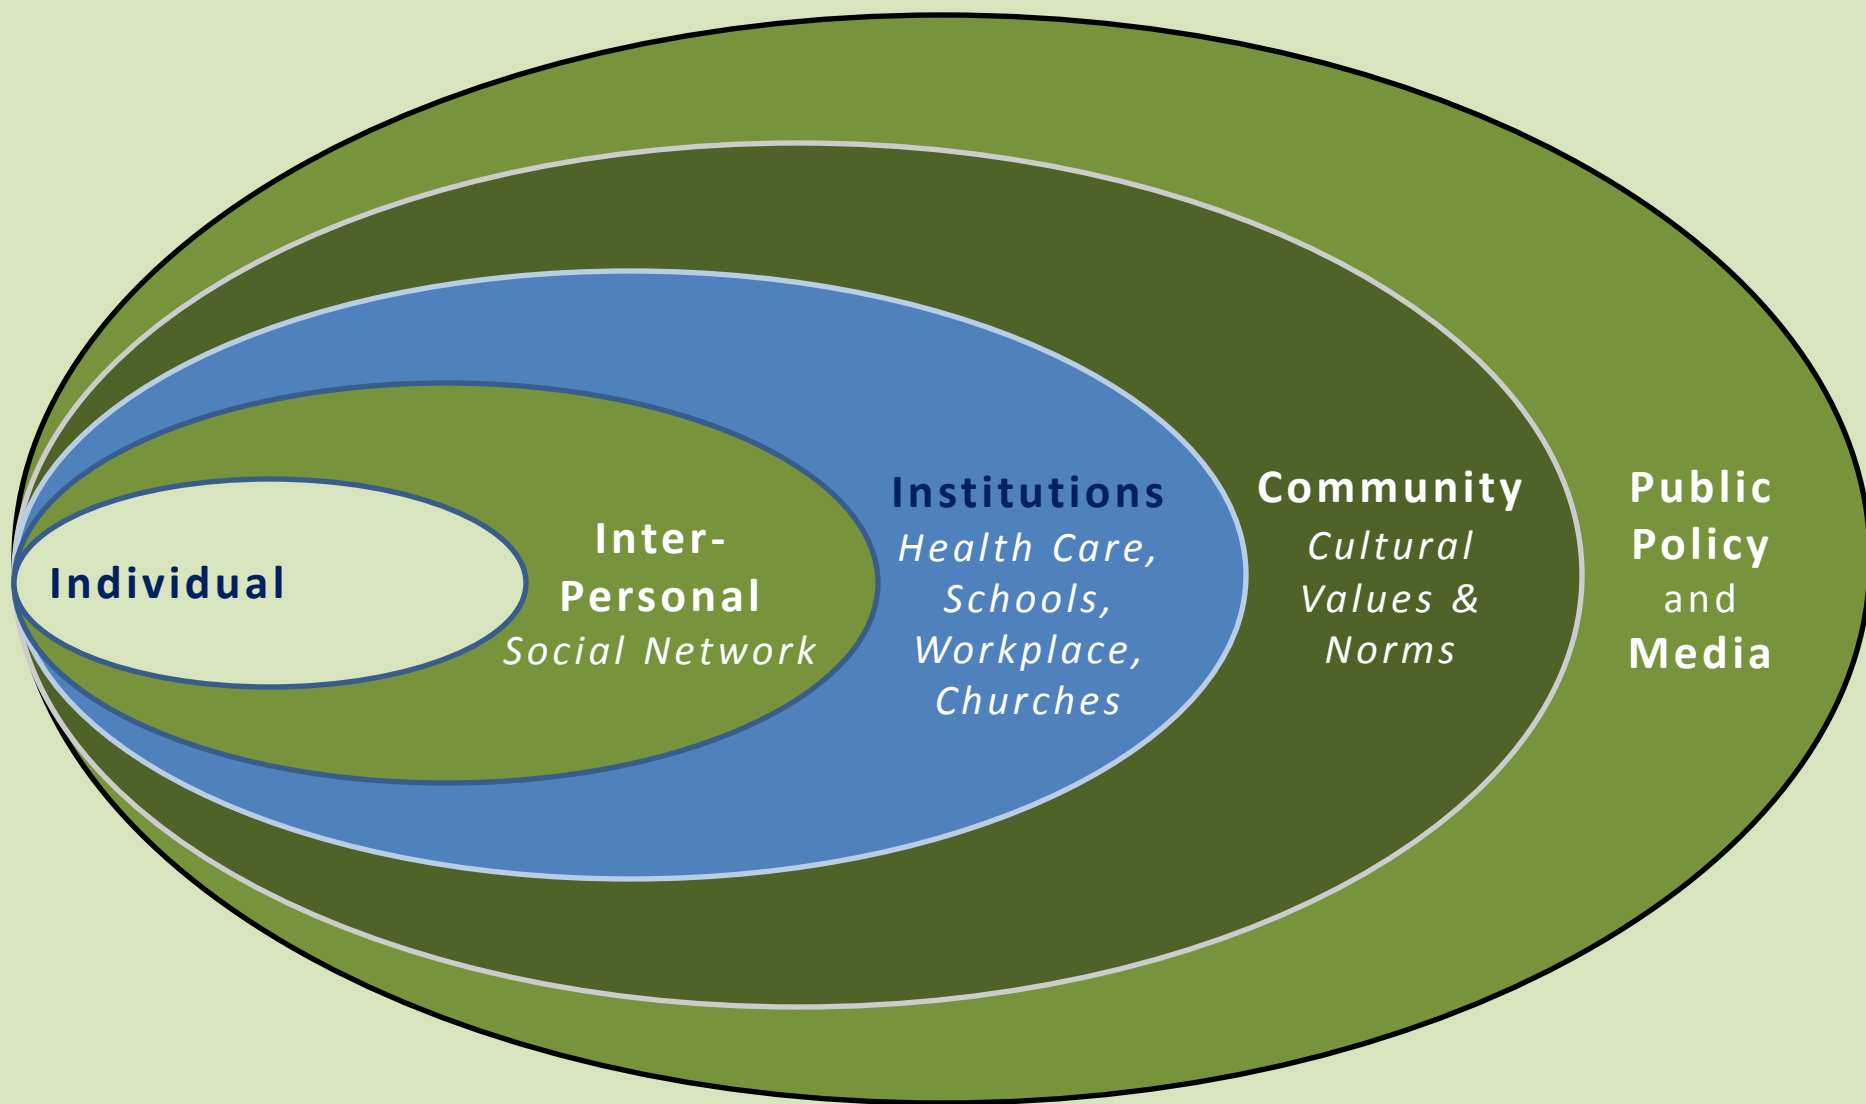 Individual
Inter-
Personal
Social Network
Institutions
Health Care,
Schools,
Workplace,
Churches
Community
Cultural
Values &
Norms
Public
Policy
and
Media